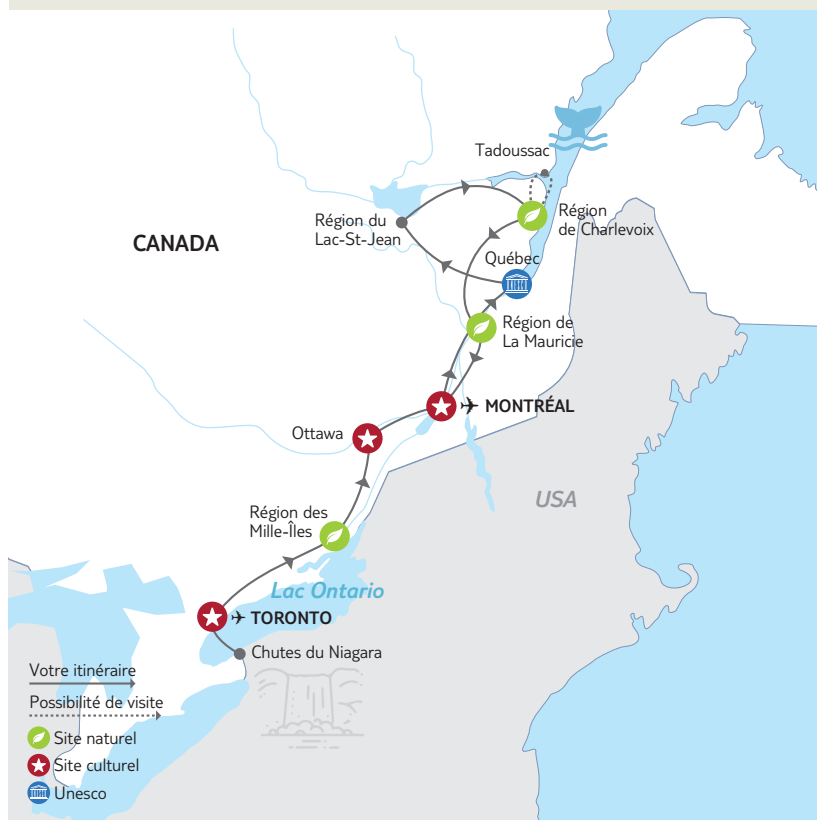 Tadoussac
Région du
Lac-St-Jean
Région
de Charlevoix
CANADA
Québec
Région de
La Mauricie
MONTRÉAL
Ottawa
USA
Région des
Mille-Îles
Lac Ontario
TORONTO
Chutes du Niagara
Votre itinéraire
Possibilité de visite
Site naturel
Site culturel
Unesco